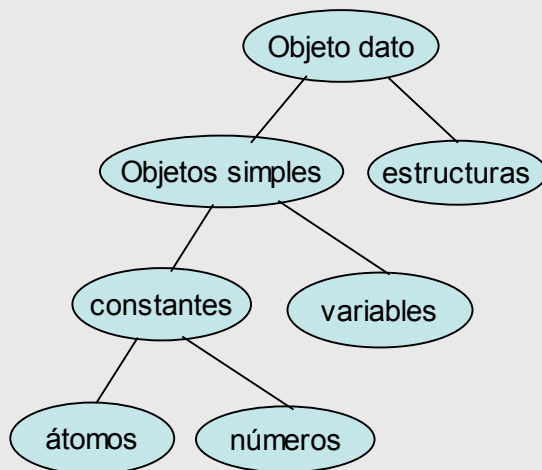 Objeto dato
Objetos simples
estructuras
constantes
variables
átomos
números